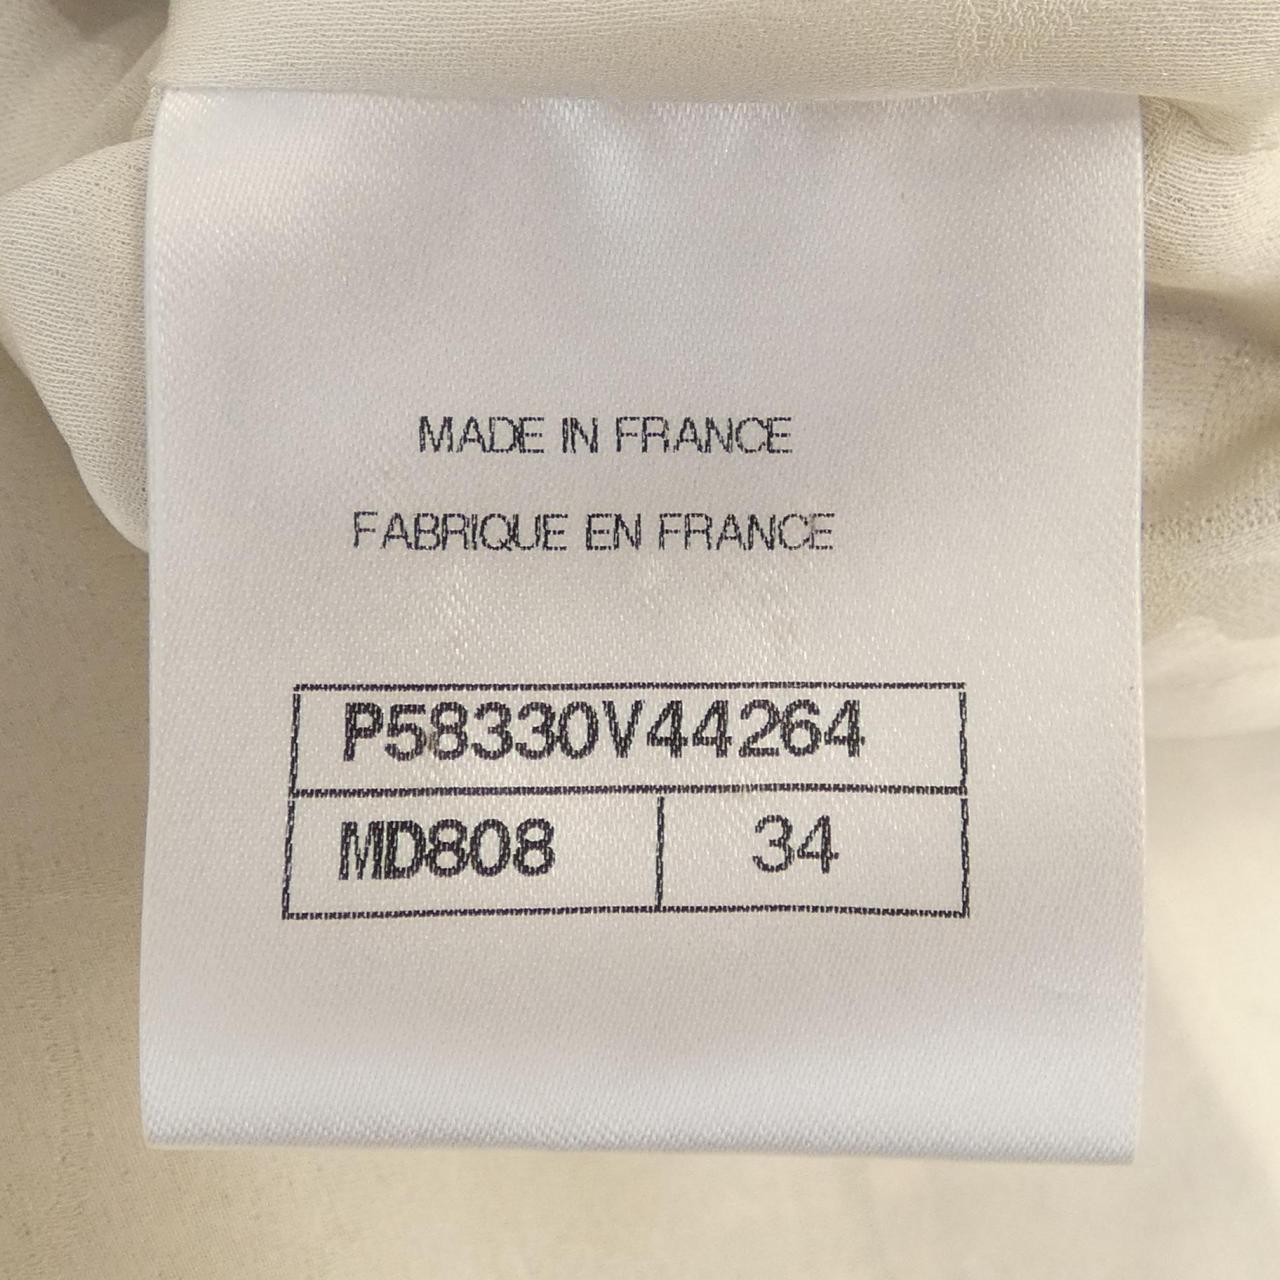 MADE IN FRANCE
FABRIQUE EN FRANCE
P58330V44264
MD808 34